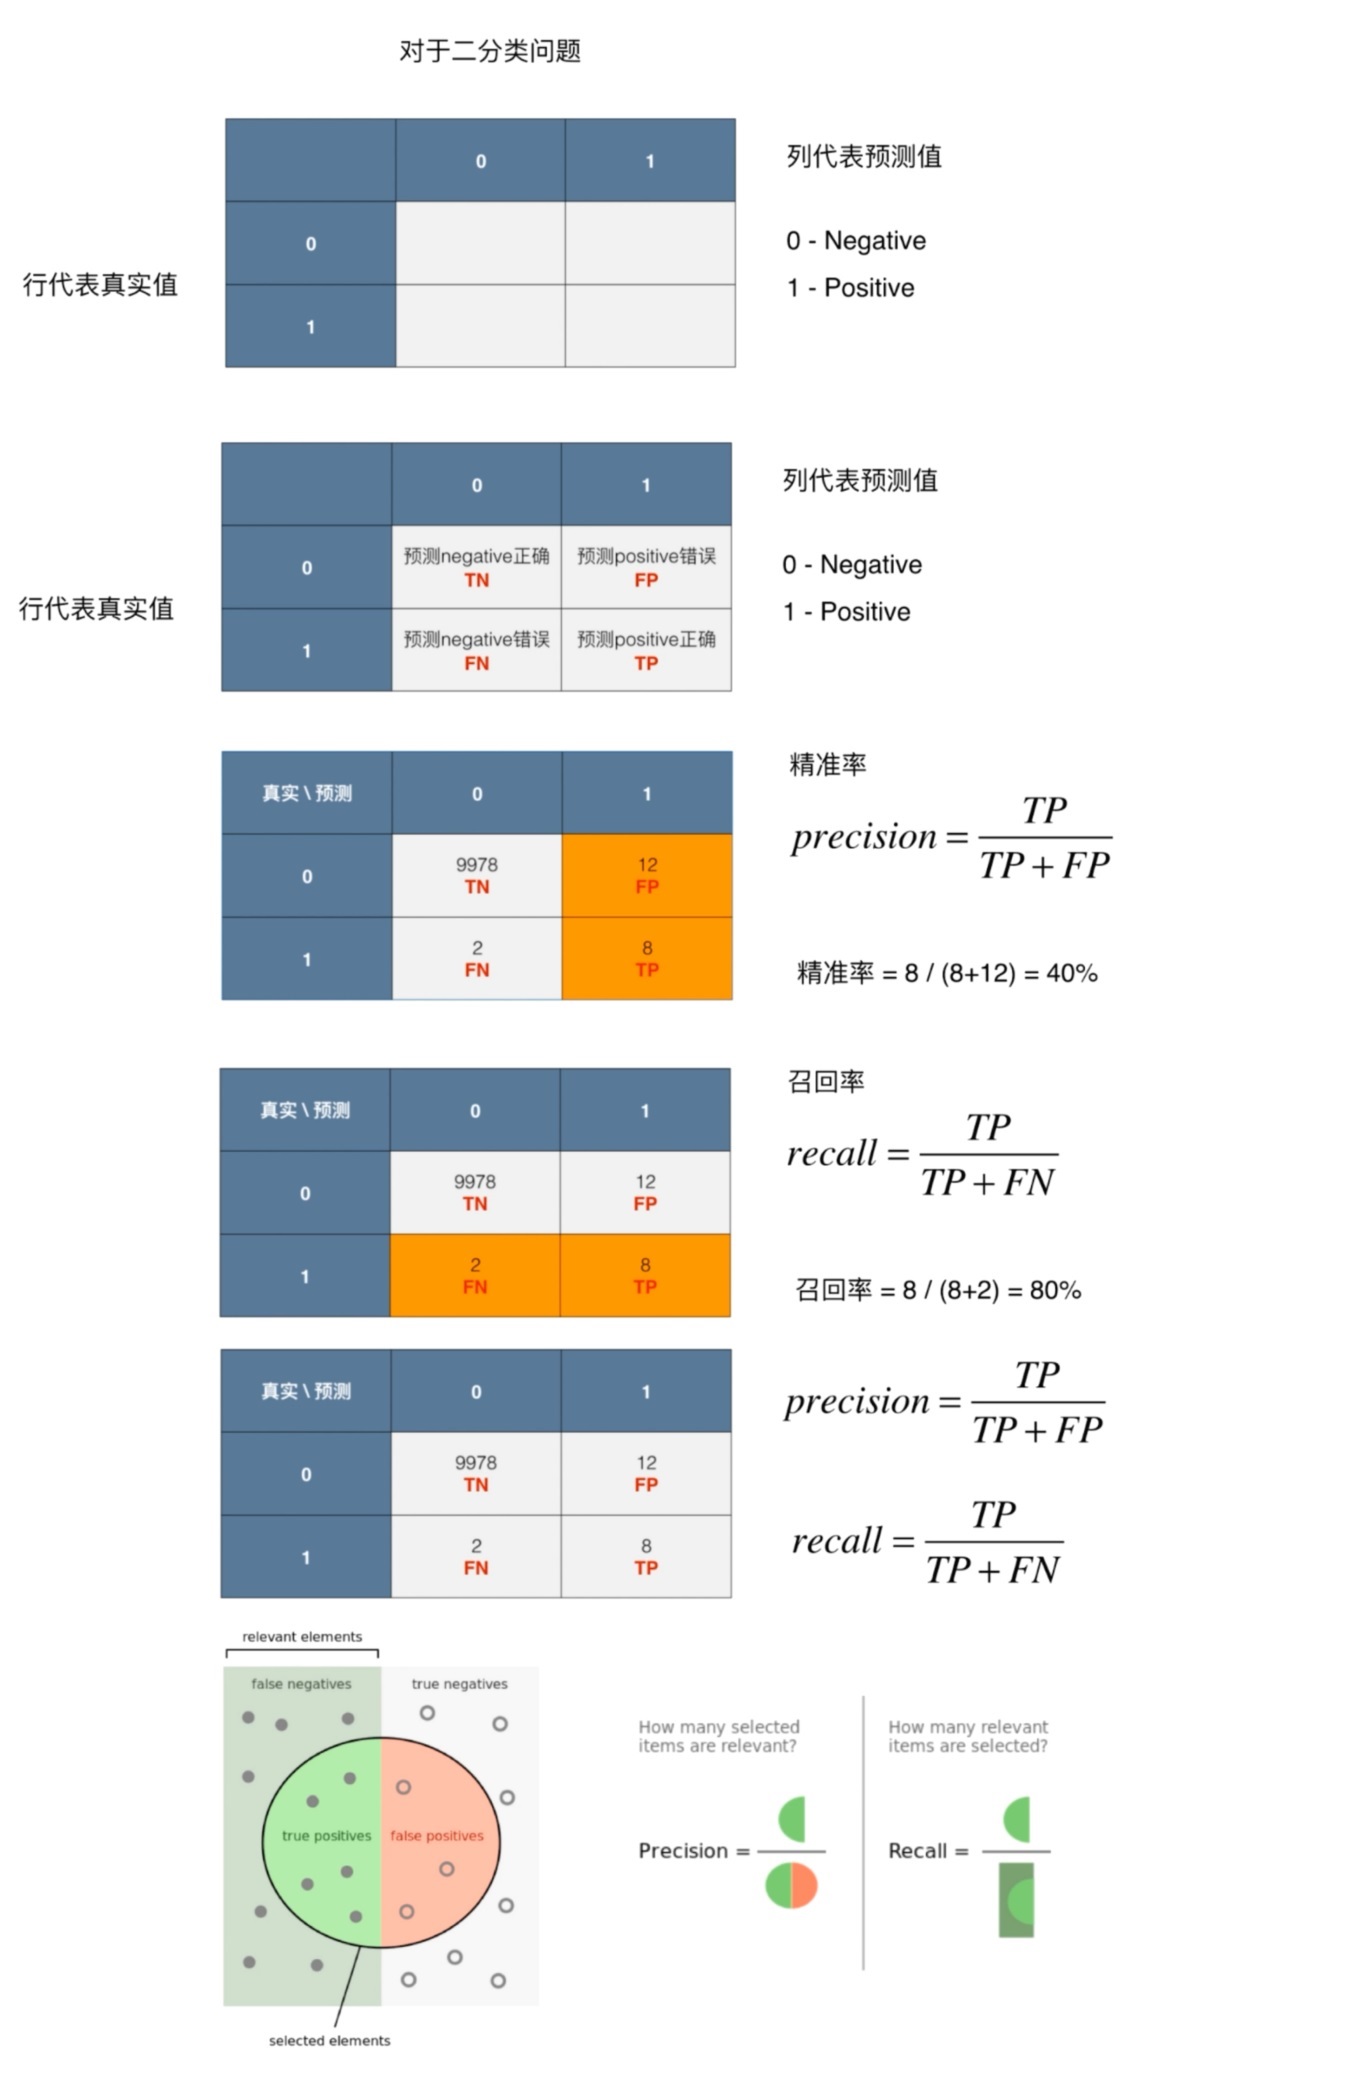 对于二分类问题
0 1
0
1
行代表真实值
列代表预测值
0 - Negative
1 - Positive
0 1
0 预测negative正确 预测positive错误
TN FP
1 预测negative错误 预测positive正确
FN TP
行代表真实值
列代表预测值
0 - Negative
1 - Positive
真实 \ 预测 0 1
0 9978 12
TN FP
1 2 8
FN TP
精准率
precision = TP / (TP + FP)
精准率 = 8 / (8+12) = 40%
真实 \ 预测 0 1
0 9978 12
TN FP
1 2 8
FN TP
召回率
recall = TP / (TP + FN)
召回率 = 8 / (8+2) = 80%
真实 \ 预测 0 1
0 9978 12
TN FP
1 2 8
FN TP
precision = TP / (TP + FP)
recall = TP / (TP + FN)
relevant elements
false negatives true negatives
true positives false positives
selected elements
How many selected
items are relevant?
Precision =
How many relevant
items are selected?
Recall =